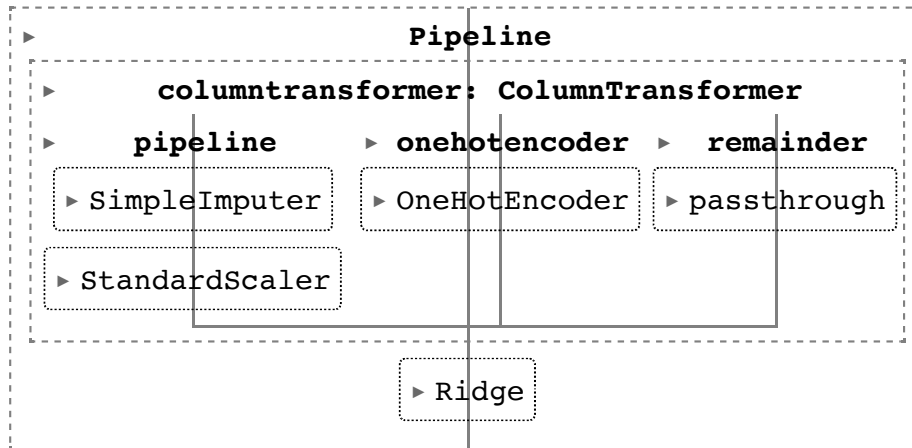 Pipeline
columntransformer: ColumnTransformer
pipeline onehotencoder remainder
SimpleImputer OneHotEncoder passthrough
StandardScaler
Ridge